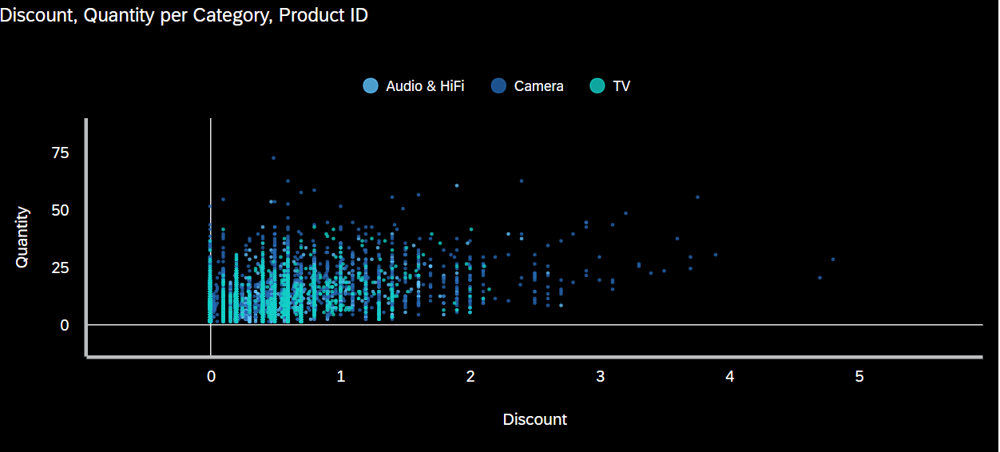 Discount, Quantity per Category, Product ID
Audio & HiFi Camera TV
75
50
25
0
Quantity
0 1 2 3 4 5
Discount